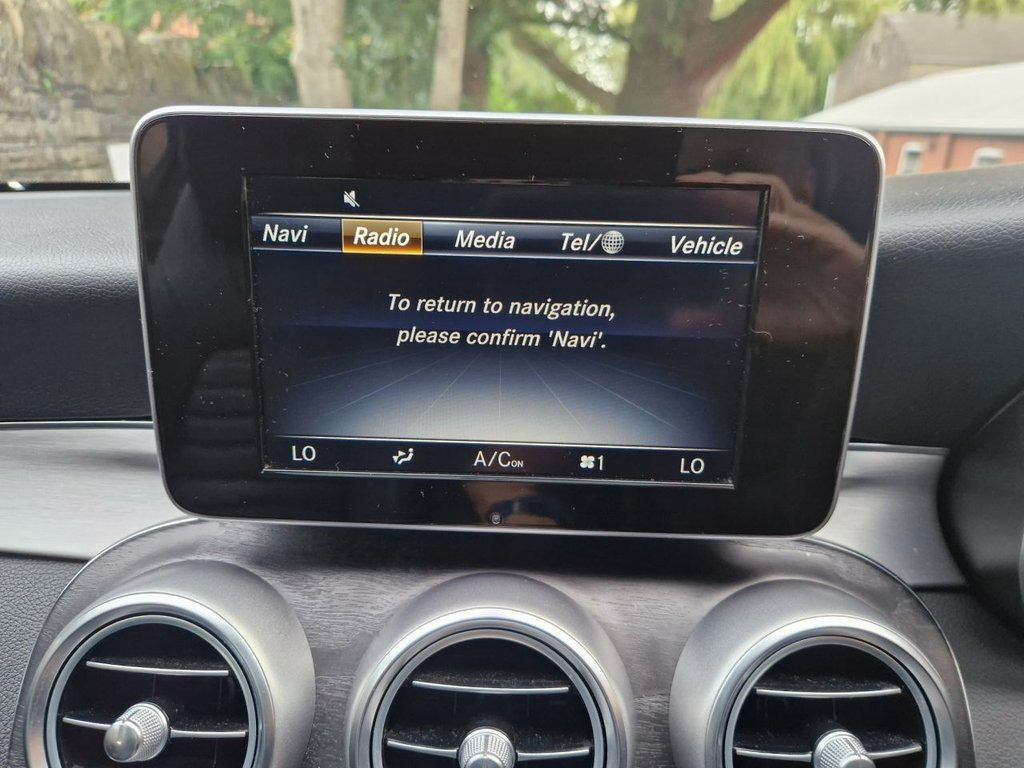 Navi Radio Media Tel/ Vehicle
To return to navigation,
please confirm 'Navi'.
LO A/C ON 1 LO